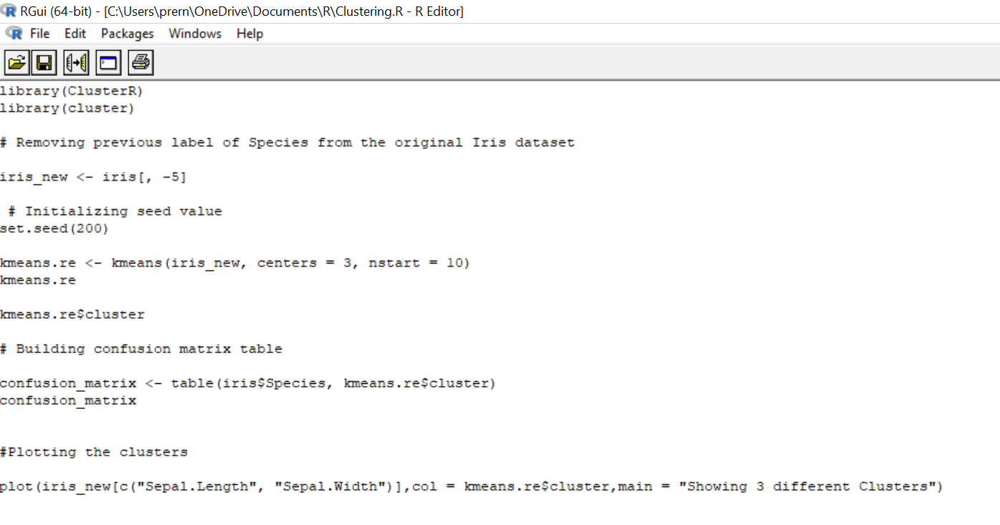 RGui (64-bit) - [C:\Users\prern\OneDrive\Documents\R\Clustering.R - R Editor]
File Edit Packages Windows Help
library(ClusterR)
library(cluster)
# Removing previous label of Species from the original Iris dataset
iris_new <- iris[, -5]
# Initializing seed value
set.seed(200)
kmeans.re <- kmeans(iris_new, centers = 3, nstart = 10)
kmeans.re
kmeans.re$cluster
# Building confusion matrix table
confusion_matrix <- table(iris$Species, kmeans.re$cluster)
confusion_matrix
#Plotting the clusters
plot(iris_new[c("Sepal.Length", "Sepal.Width")],col = kmeans.re$cluster,main = "Showing 3 different Clusters")